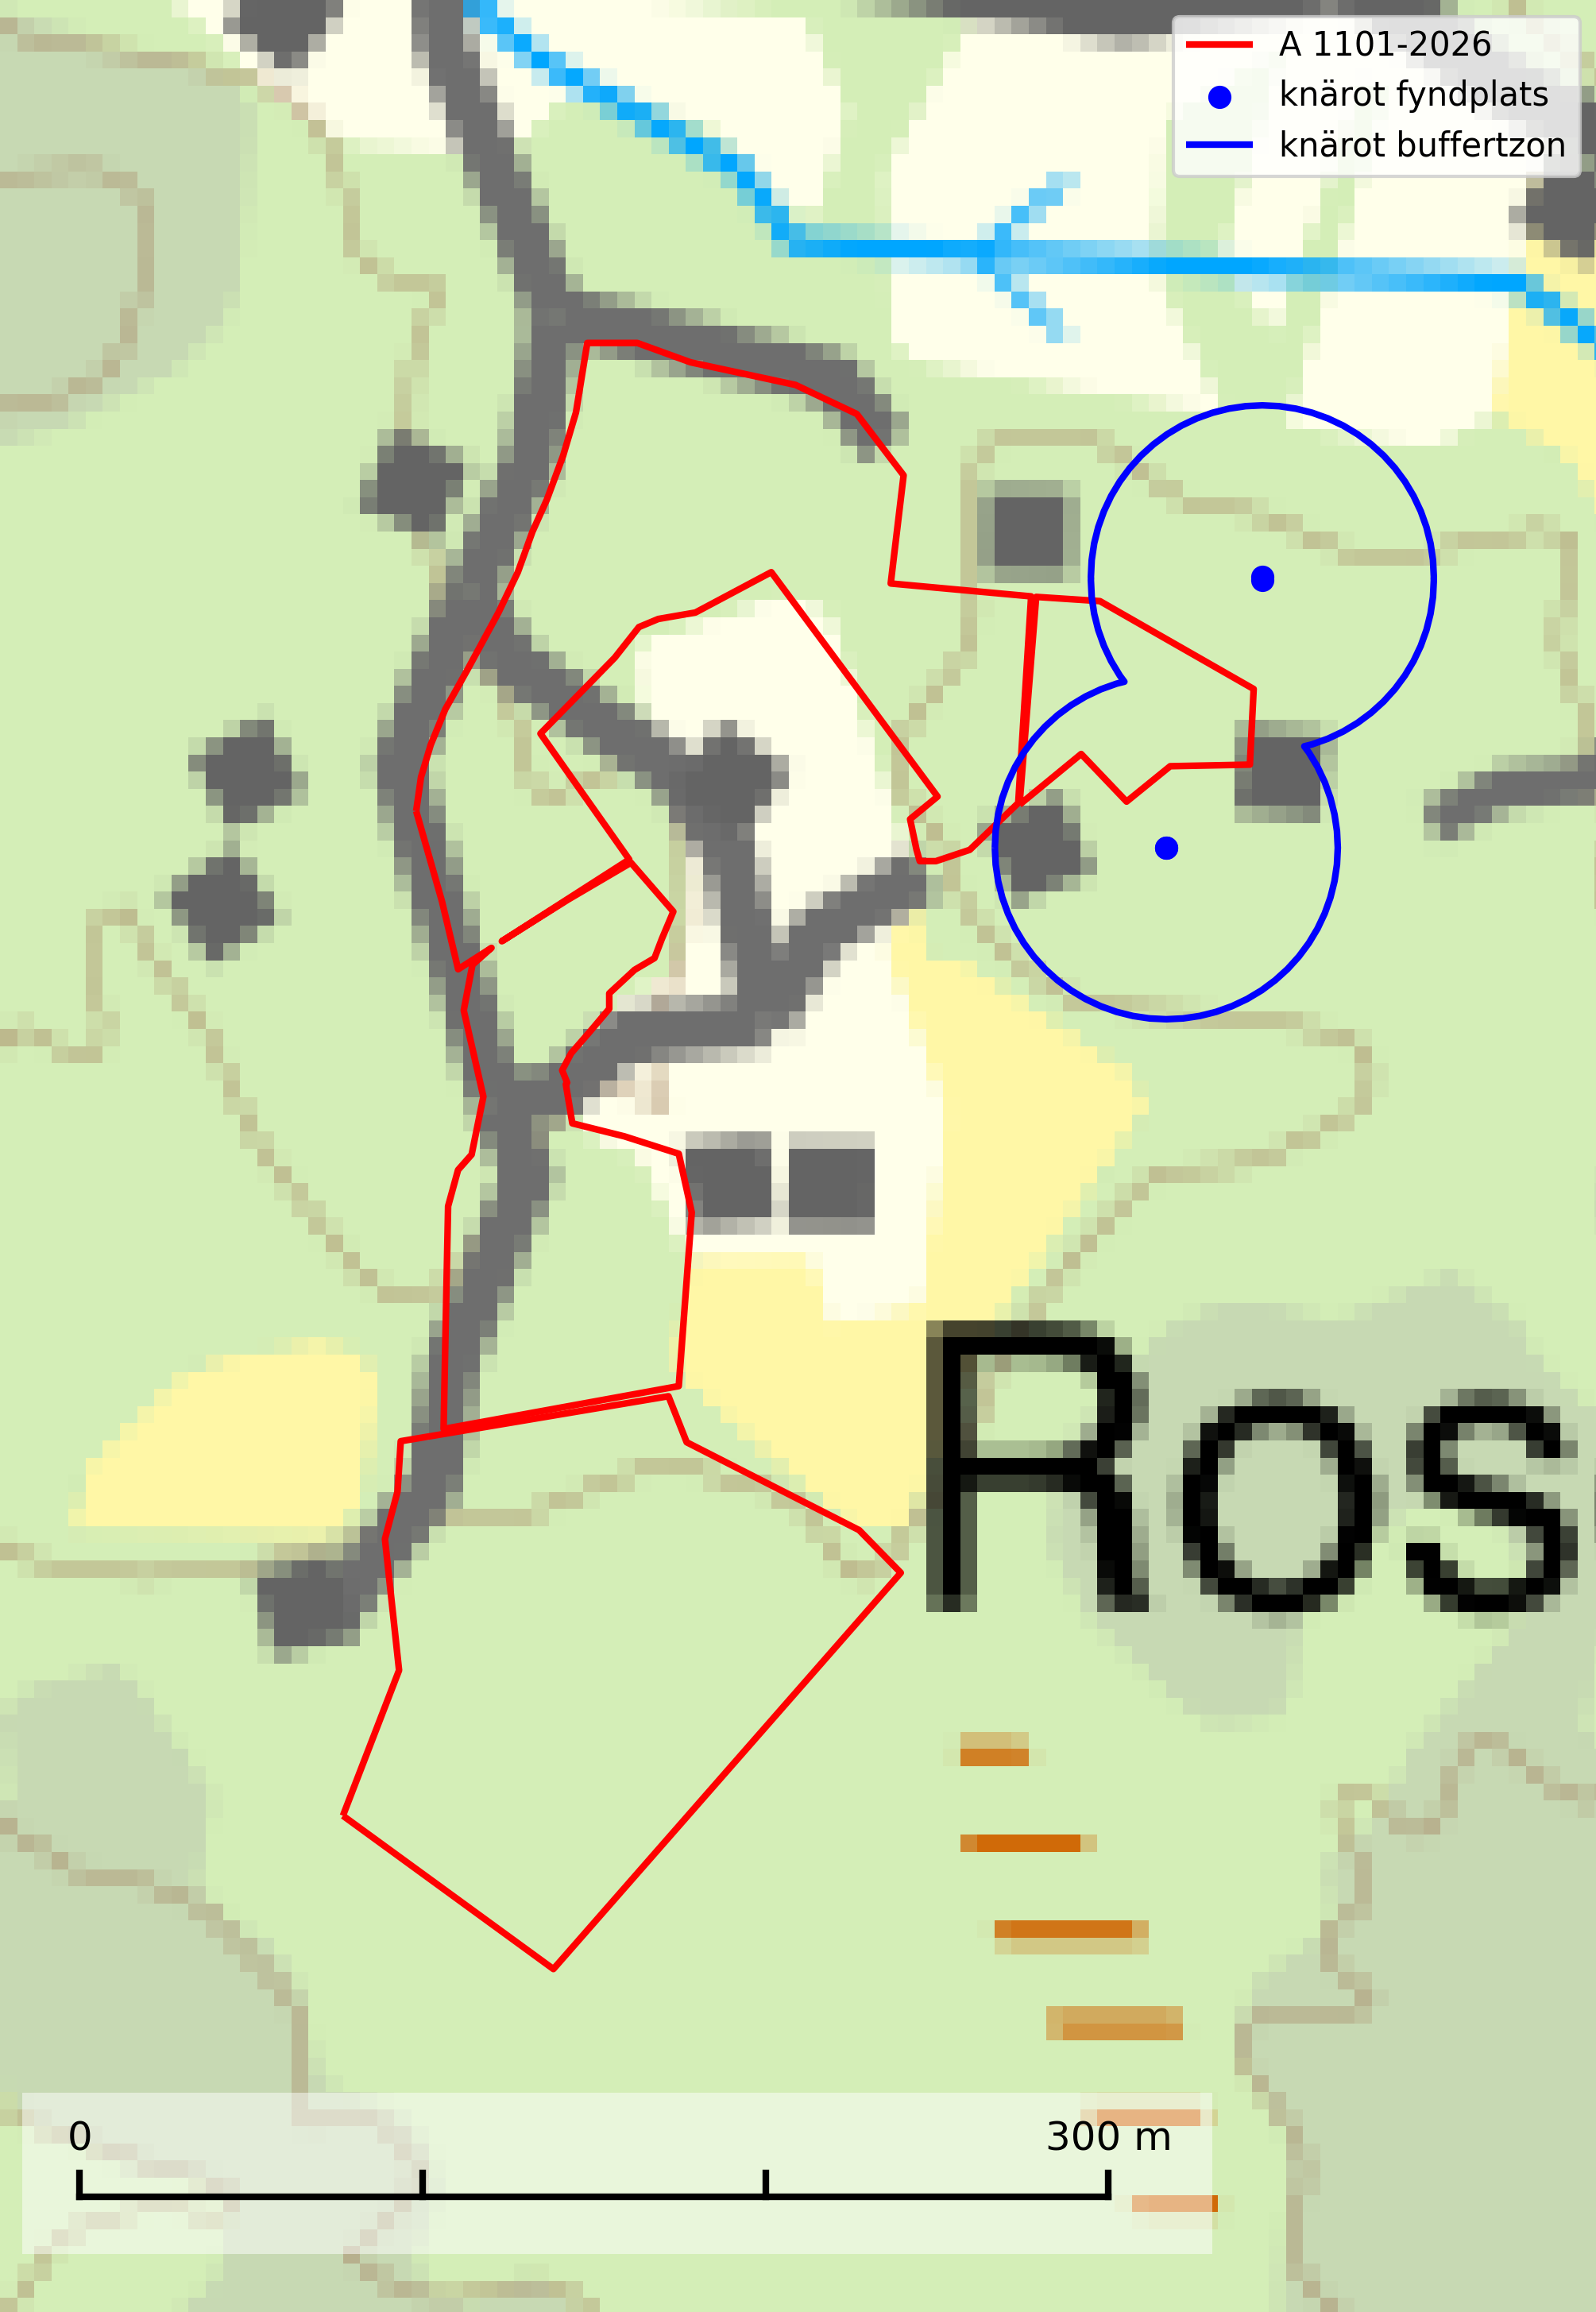 A 1101-2026
knärot fyndplats
knärot buffertzon
Ros
0 300 m